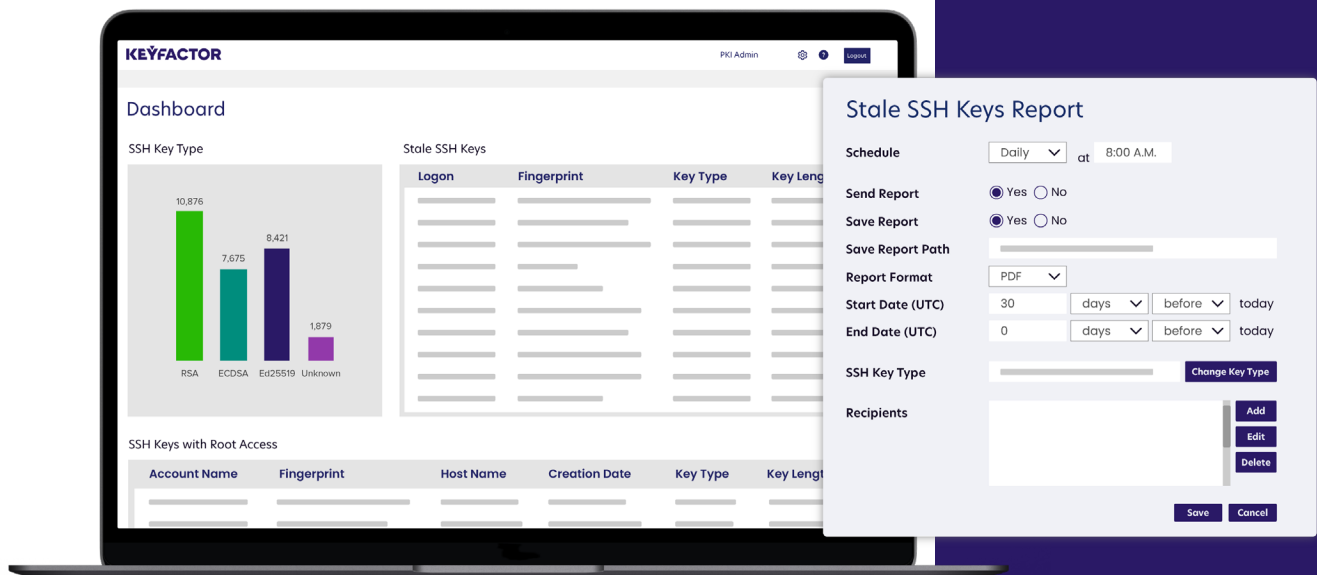 KEYFACTOR
PKI Admin
?
Logout
Dashboard
SSH Key Type
10,876
7,675
8,421
1,879
RSA ECDSA Ed25519 Unknown
Stale SSH Keys
Logon Fingerprint Key Type Key Leng
SSH Keys with Root Access
Account Name Fingerprint Host Name Creation Date Key Type Key Lengt
Stale SSH Keys Report
Schedule Daily at 8:00 A.M.
Send Report Yes No
Save Report Yes No
Save Report Path
Report Format PDF
Start Date (UTC) 30 days before today
End Date (UTC) 0 days before today
SSH Key Type Change Key Type
Recipients Add
Edit
Delete
Save Cancel